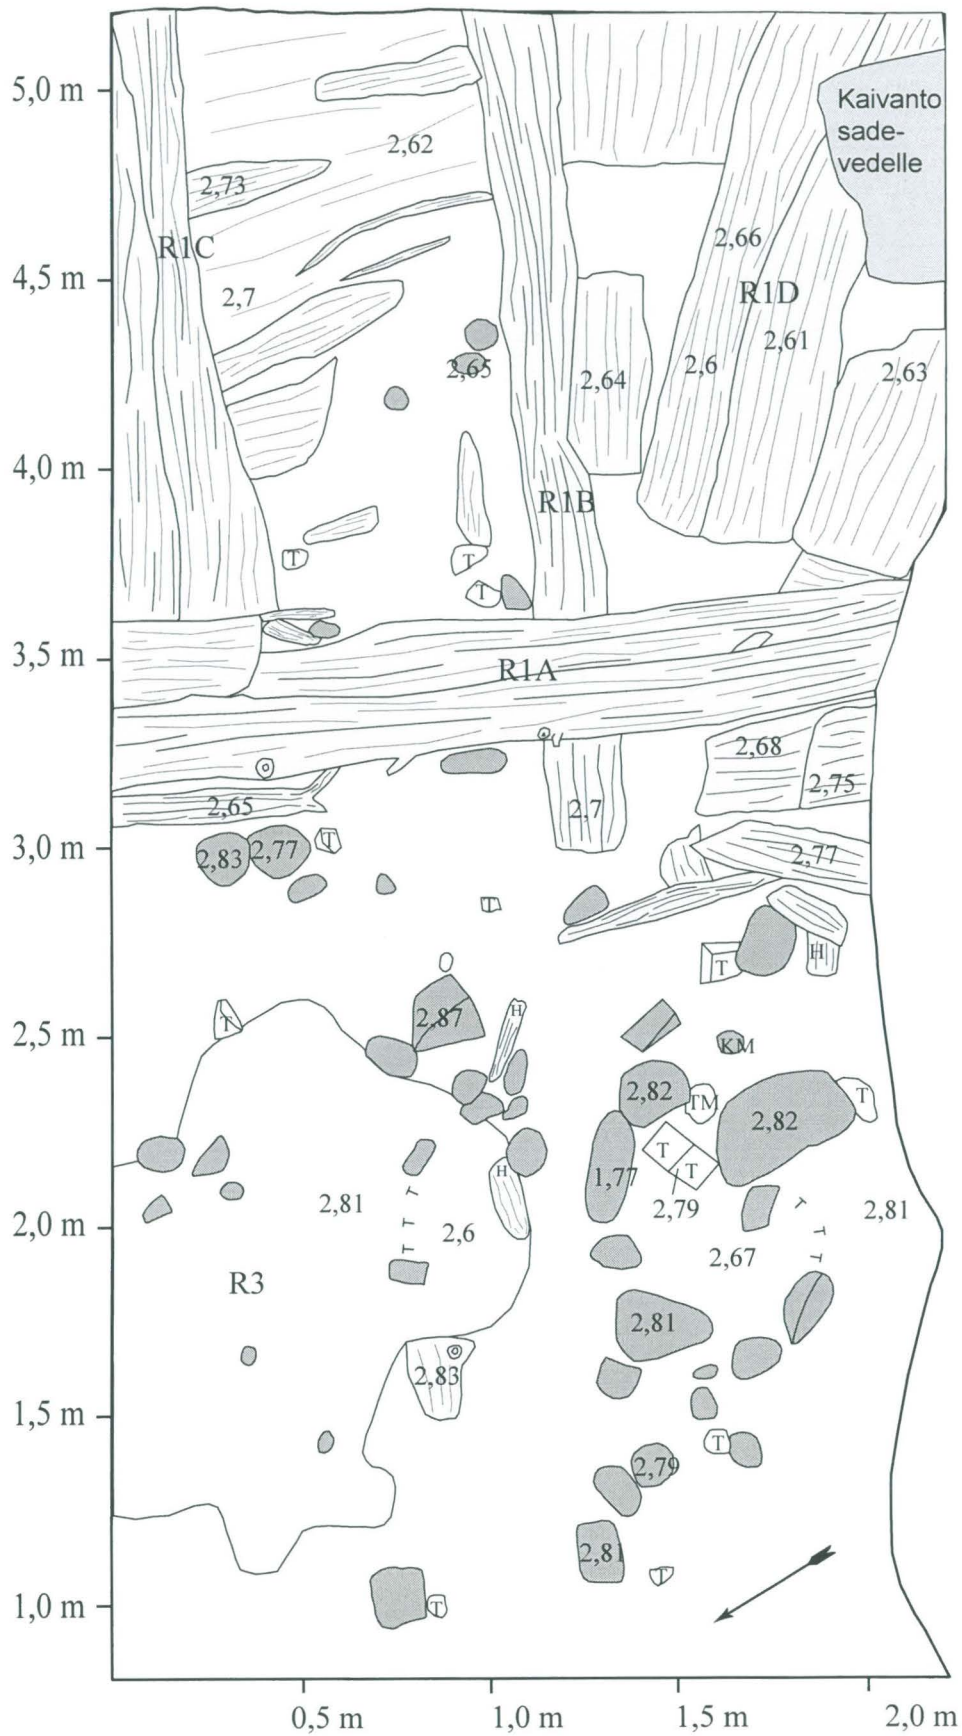 5,0 m
Kaivanto
sade-
vedelle
2,62
2,73
2,66
R1C
4,5 m
2,7
R1D
2,61
2,65
2,64
2,6
2,63
4,0 m
R1B
T
T
T
3,5 m
R1A
2,68
2,75
2,65
2,7
3,0 m
2,83
2,77
T
2,77
T
H
T
2,5 m
T
2,87
H
KM
2,82
TM
2,82
T
T
H
1,77
T
2,81
T
2,79
T
2,81
2,0 m
T
T
2,6
T
2,67
T
T
R3
2,81
2,83
1,5 m
T
2,79
2,81
T
1,0 m
T
0,5 m
1,0 m
1,5 m
2,0 m